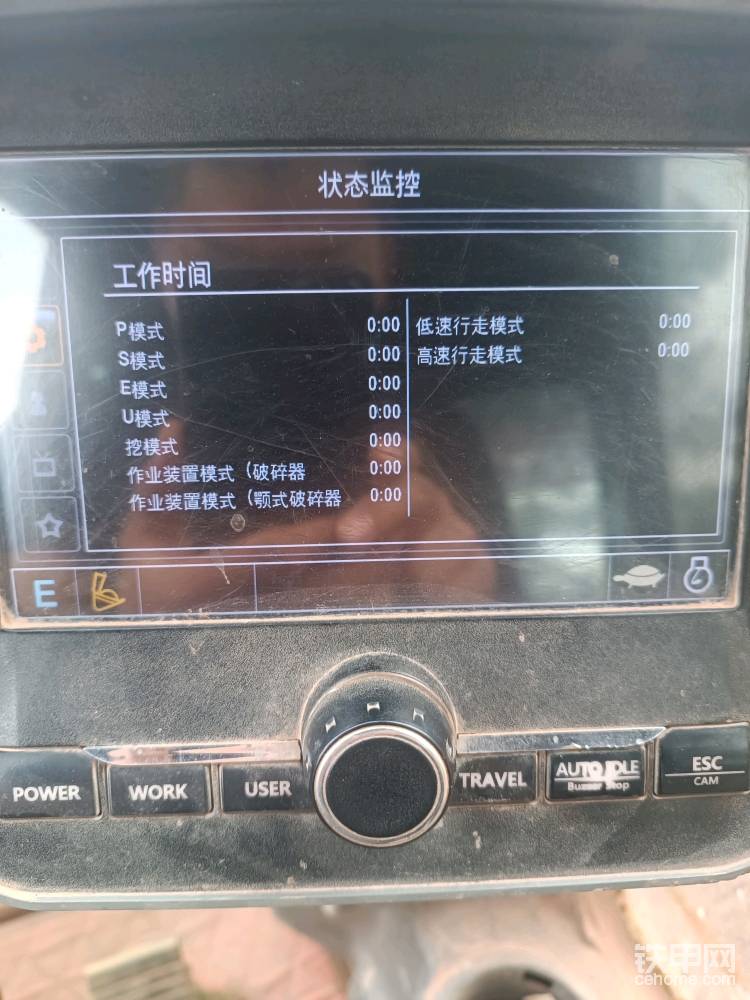 状态监控
工作时间
P模式 0:00
S模式 0:00
E模式 0:00
U模式 0:00
挖模式 0:00
作业装置模式（破碎器 0:00
作业装置模式（颚式破碎器 0:00
低速行走模式 0:00
高速行走模式 0:00
E
POWER
WORK
USER
TRAVEL
AUTO IDLE
Buzzer Stop
ESC
CAM
铁甲网
cehome.com